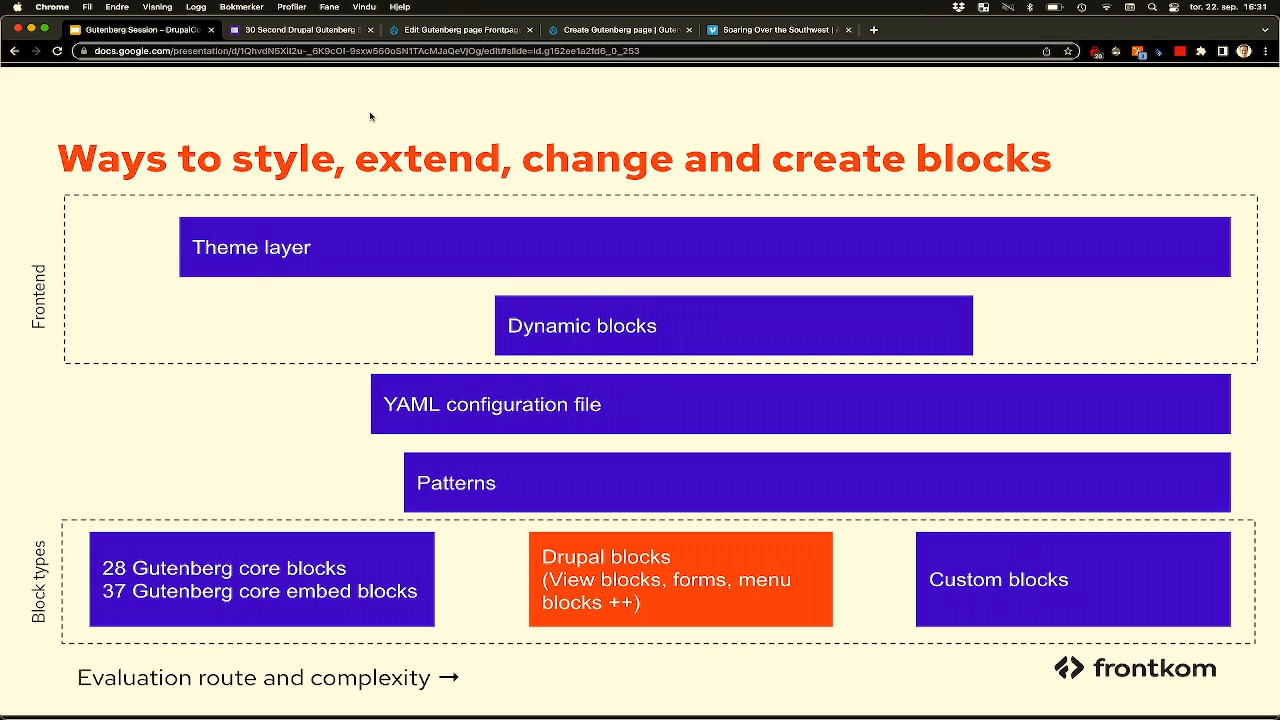 Chrome Fil Endre Visning Logg Bokmerker Profiler Fane Vindu Hjelp tor. 22. sep. 16:31
Gutenberg Session – DrupalCo 30 Second Drupal Gutenberg S Edit Gutenberg page Frontpage Create Gutenberg page | Guten Soaring Over the Southwest | A
Ways to style, extend, change and create blocks
Frontend
Theme layer
Dynamic blocks
YAML configuration file
Patterns
Block types
28 Gutenberg core blocks
37 Gutenberg core embed blocks
Drupal blocks
(View blocks, forms, menu
blocks ++)
Custom blocks
Evaluation route and complexity →
frontkom